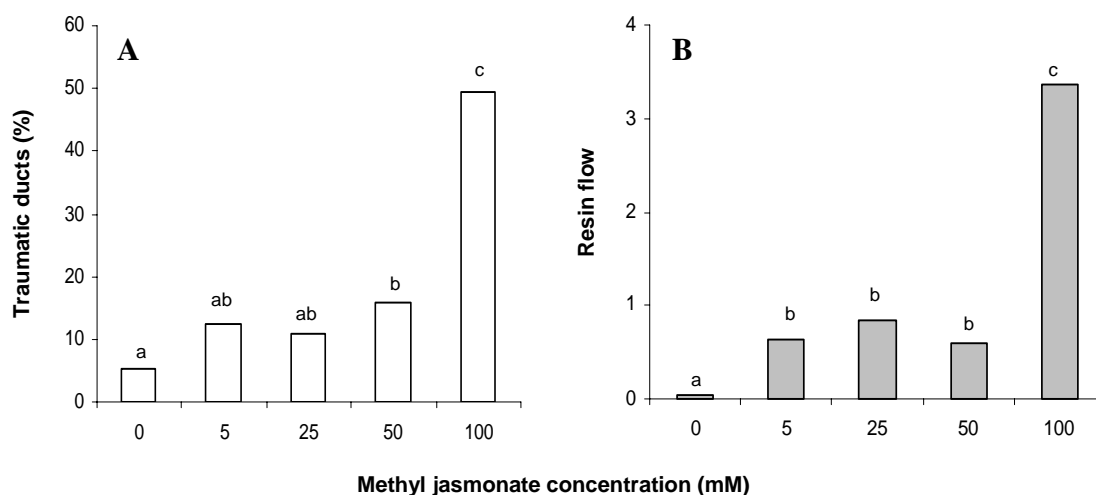 A
Traumatic ducts (%)
60
50
40
30
20
10
0
a
ab
ab
b
c
0 5 25 50 100
B
Resin flow
4
3
2
1
0
a
b
b
b
c
0 5 25 50 100
Methyl jasmonate concentration (mM)